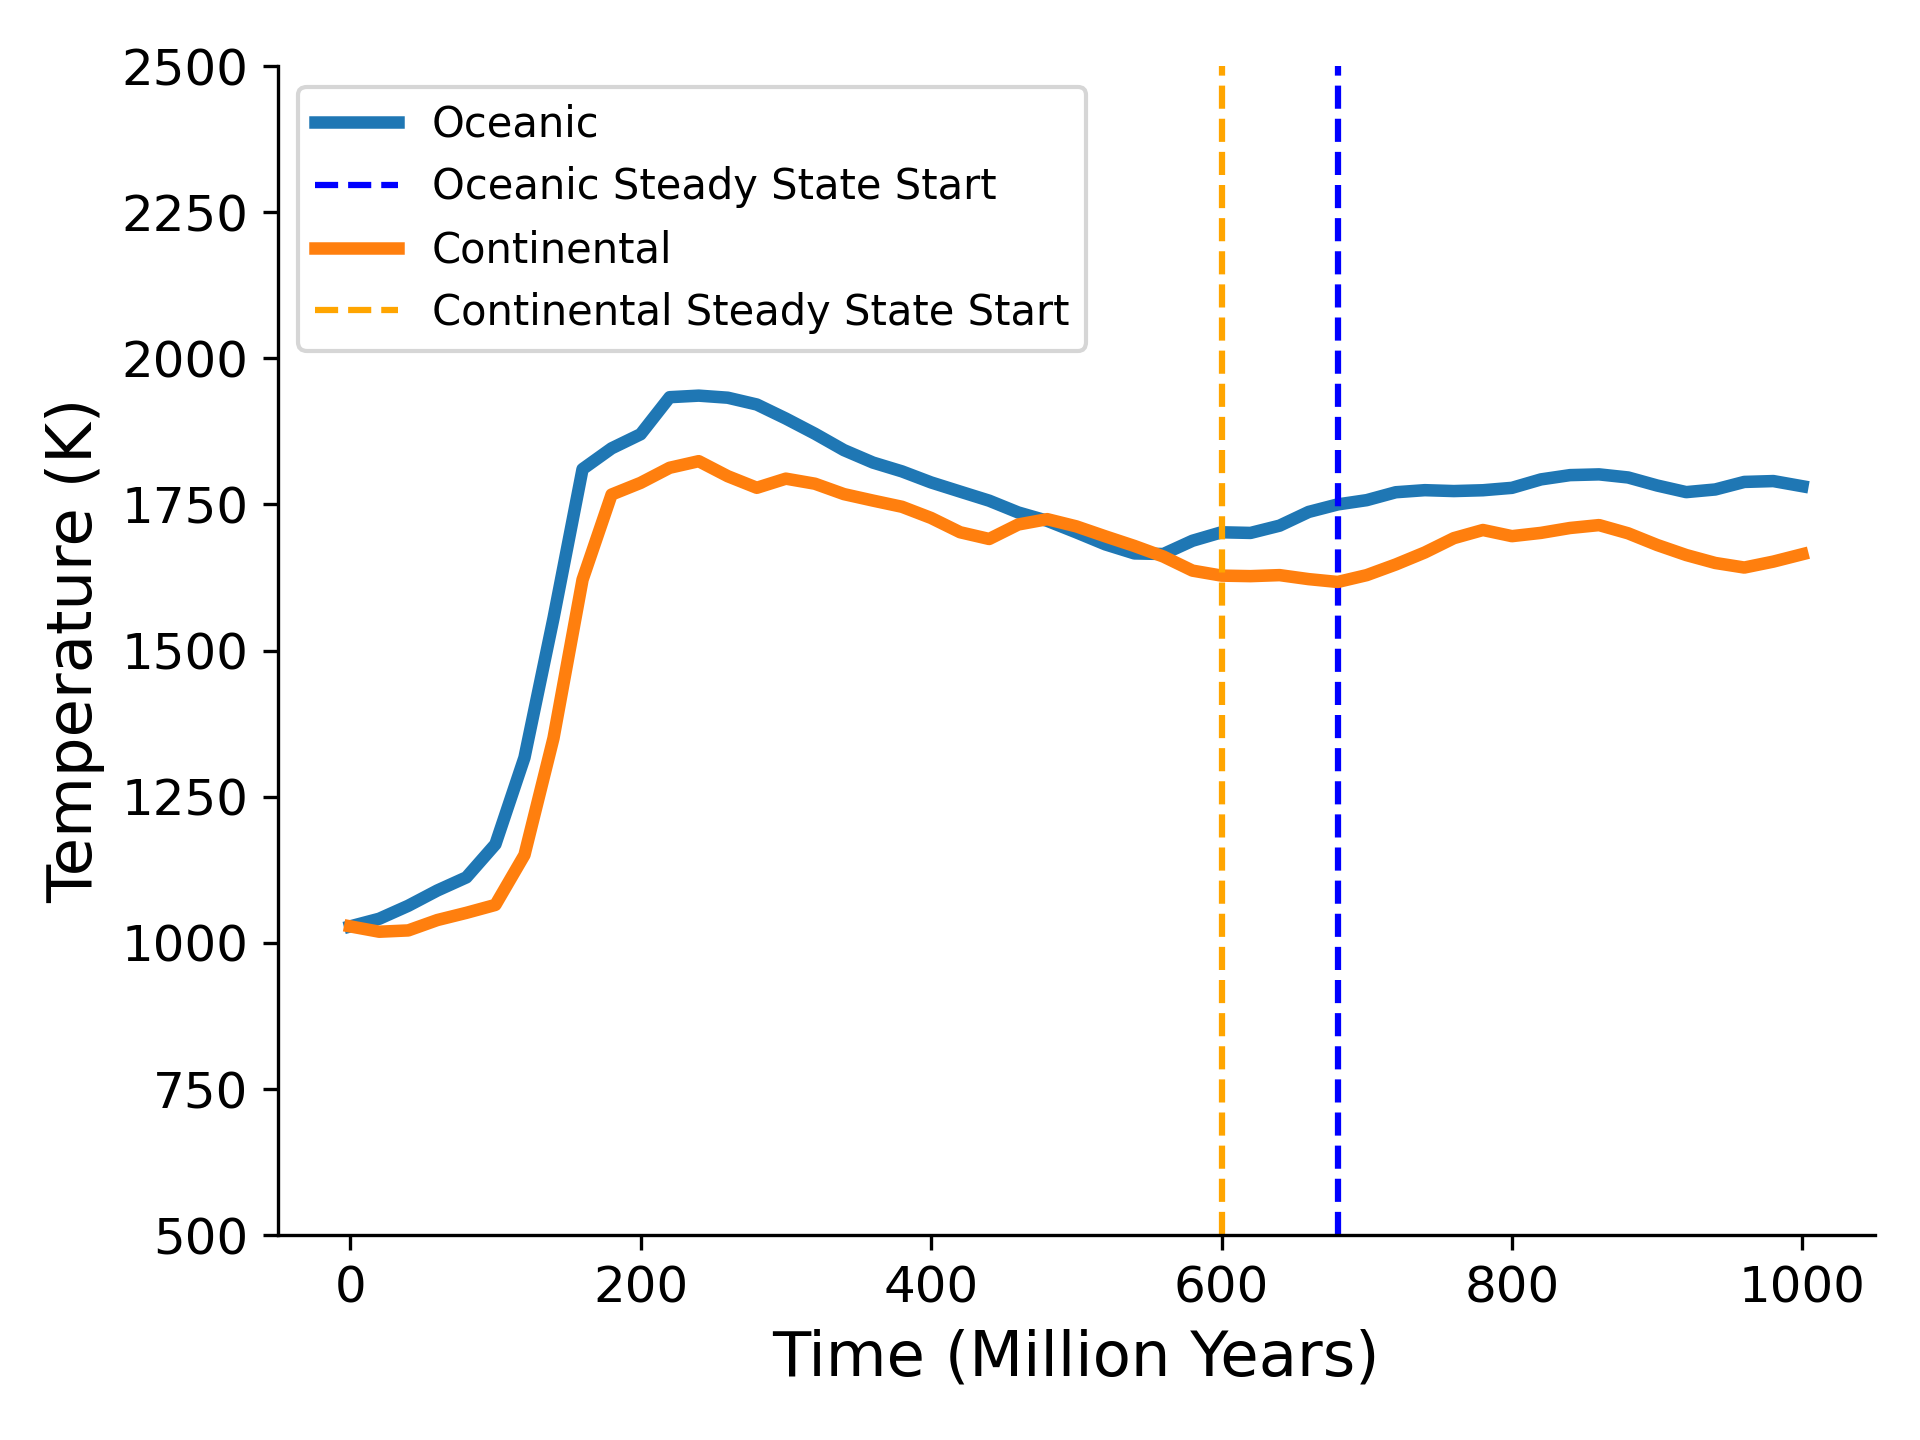 2500
2250
2000
1750
1500
1250
1000
750
500
Temperature (K)
Oceanic
Oceanic Steady State Start
Continental
Continental Steady State Start
0 200 400 600 800 1000
Time (Million Years)